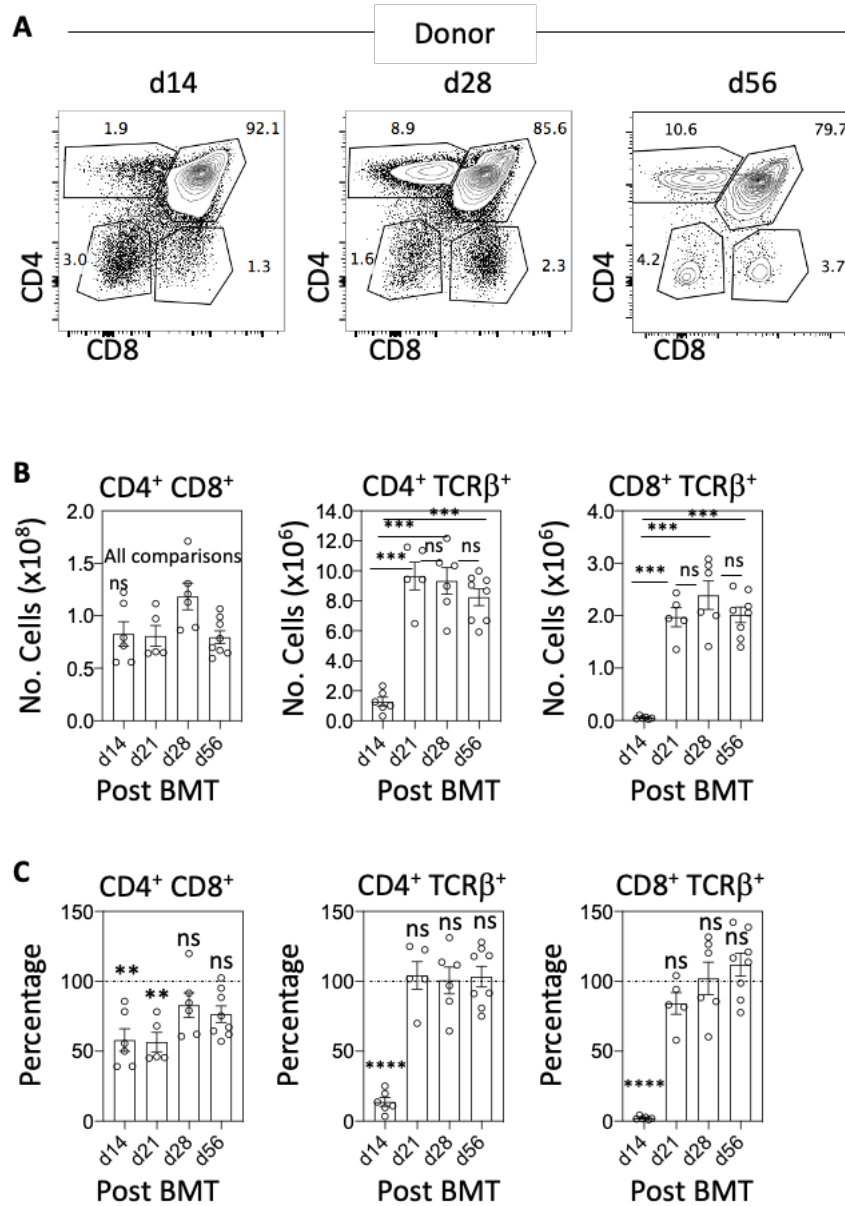 A
Donor
d14
d28
d56
1.9
92.1
3.0
1.3
CD4
CD8
8.9
85.6
1.6
2.3
CD4
CD8
10.6
79.7
4.2
3.7
CD4
CD8
B
CD4⁺ CD8⁺
No. Cells (x10⁸)
2.0
1.5
1.0
0.5
0.0
All comparisons
ns
d14
d21
d28
d56
Post BMT
CD4⁺ TCRβ⁺
No. Cells (x10⁶)
14.0
12.0
10.0
8.0
6.0
4.0
2.0
0.0
***
***
***
ns
ns
d14
d21
d28
d56
Post BMT
CD8⁺ TCRβ⁺
No. Cells (x10⁶)
4.0
3.0
2.0
1.0
0.0
***
***
***
ns
ns
d14
d21
d28
d56
Post BMT
C
CD4⁺ CD8⁺
Percentage
150
100
50
0
**
**
ns
ns
d14
d21
d28
d56
Post BMT
CD4⁺ TCRβ⁺
Percentage
150
100
50
0
****
ns
ns
ns
d14
d21
d28
d56
Post BMT
CD8⁺ TCRβ⁺
Percentage
150
100
50
0
****
ns
ns
ns
d14
d21
d28
d56
Post BMT